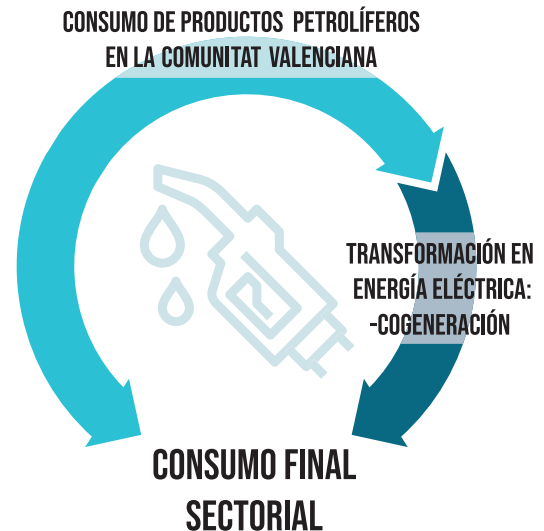 CONSUMO DE PRODUCTOS PETROLÍFEROS
EN LA COMUNITAT VALENCIANA
TRANSFORMACIÓN EN
ENERGÍA ELÉCTRICA:
-COGENERACIÓN
CONSUMO FINAL
SECTORIAL